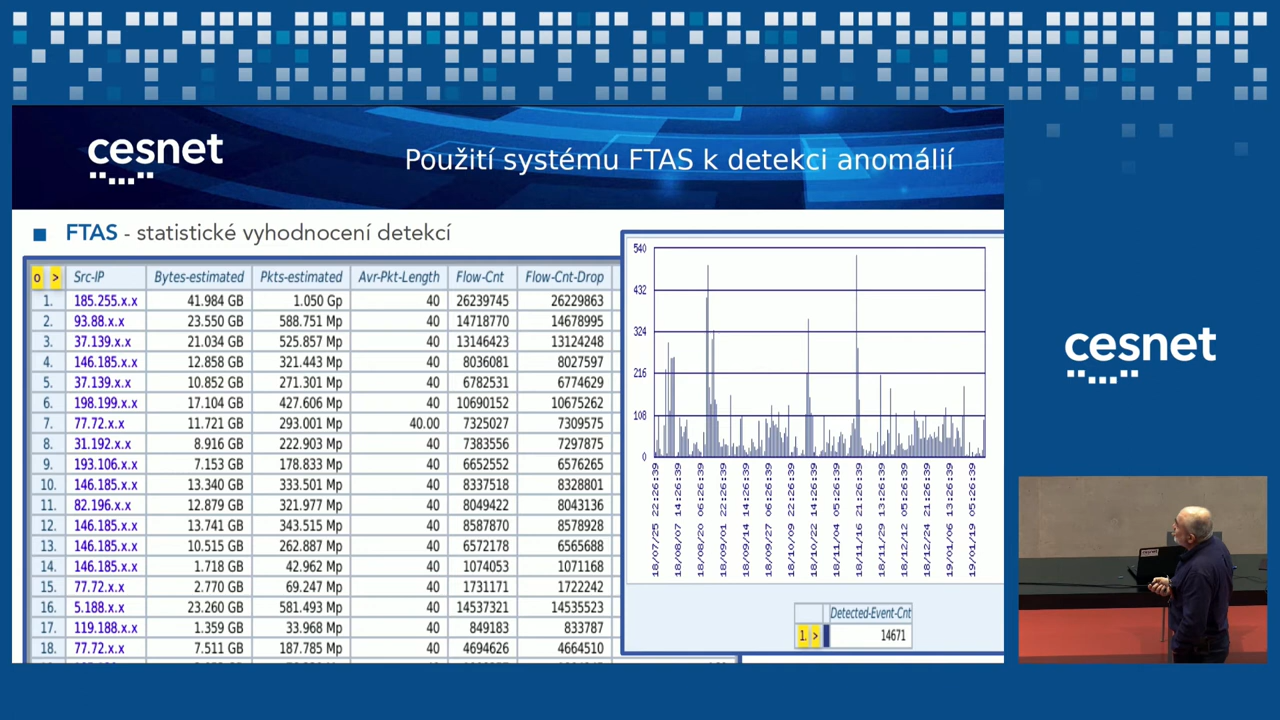 cesnet
Použití systému FTAS k detekci anomálií
FTAS - statistické vyhodnocení detekcí
o > Src-IP Bytes-estimated Pkts-estimated Avr-Pkt-Length Flow-Cnt Flow-Cnt-Drop
1. 185.255.x.x 41.984 GB 1.050 Gp 40 26239745 26229863
2. 93.88.x.x 23.550 GB 588.751 Mp 40 14718770 14678995
3. 37.139.x.x 21.034 GB 525.857 Mp 40 13146423 13124248
4. 146.185.x.x 12.858 GB 321.443 Mp 40 8036081 8027597
5. 37.139.x.x 10.852 GB 271.301 Mp 40 6782531 6774629
6. 198.199.x.x 17.104 GB 427.606 Mp 40 10690152 10675262
7. 77.72.x.x 11.721 GB 293.001 Mp 40.00 7325027 7309575
8. 31.192.x.x 8.916 GB 222.903 Mp 40 7383556 7297875
9. 193.106.x.x 7.153 GB 178.833 Mp 40 6652552 6576265
10. 146.185.x.x 13.340 GB 333.501 Mp 40 8337518 8328801
11. 82.196.x.x 12.879 GB 321.977 Mp 40 8049422 8043136
12. 146.185.x.x 13.741 GB 343.515 Mp 40 8587870 8578928
13. 146.185.x.x 10.515 GB 262.887 Mp 40 6572178 6565688
14. 146.185.x.x 1.718 GB 42.962 Mp 40 1074053 1071168
15. 77.72.x.x 2.770 GB 69.247 Mp 40 1731171 1722242
16. 5.188.x.x 23.260 GB 581.493 Mp 40 14537321 14535523
17. 119.188.x.x 1.359 GB 33.968 Mp 40 849183 833787
18. 77.72.x.x 7.511 GB 187.785 Mp 40 4694626 4664510
540
432
324
216
108
0
18/07/25 22:26:39
18/08/07 14:26:39
18/08/20 06:26:39
18/09/01 22:26:39
18/09/14 14:26:39
18/09/27 06:26:39
18/10/09 22:26:39
18/10/22 14:26:39
18/11/04 06:26:39
18/11/16 21:26:39
18/11/29 13:26:39
18/12/12 05:26:39
18/12/24 21:26:39
19/01/06 13:26:39
19/01/19 05:26:39
Detected-Event-Cnt
1. > 14671
cesnet